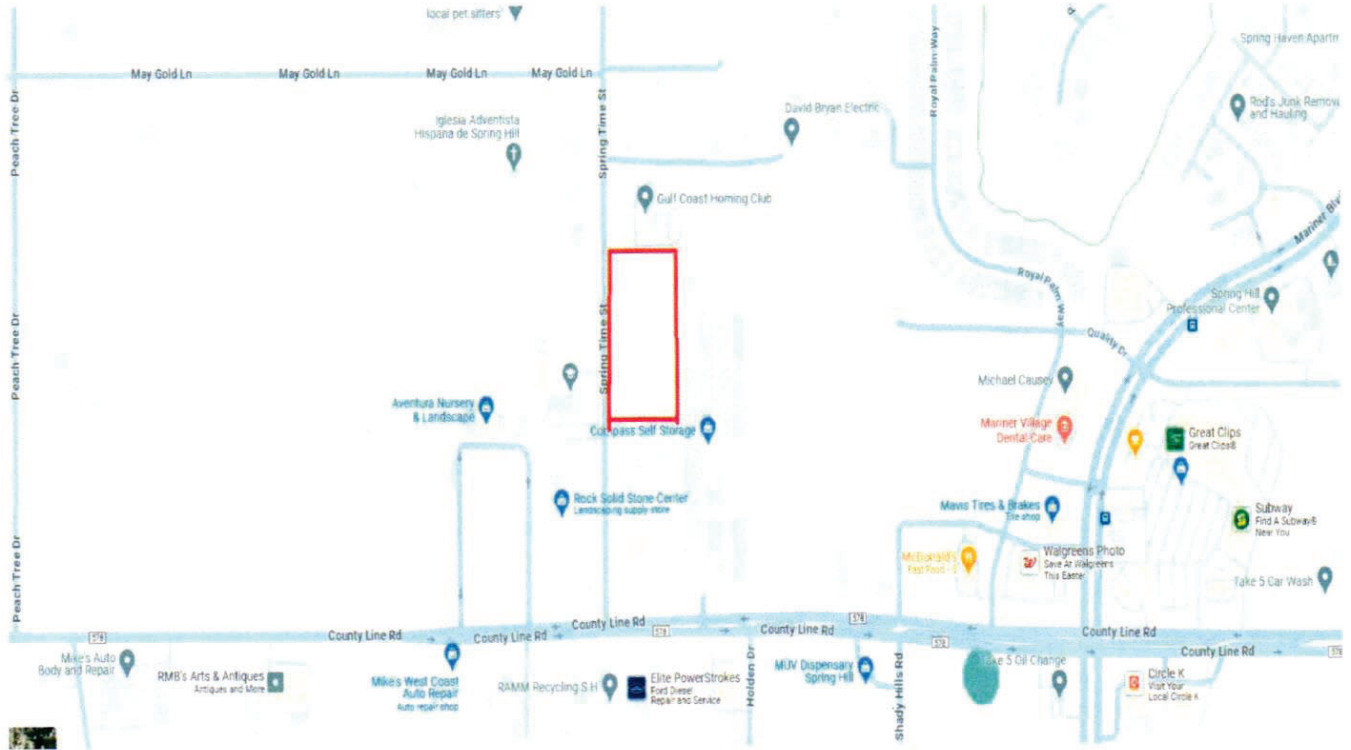 local pet sitters'
May Gold Ln
May Gold Ln
May Gold Ln
May Gold Ln
Peach Tree Dr
Spring Time St
Royal Palm Way
Spring Haven Apartm
Rod's Junk Remova
and Hauling
David Bryan Electric
Iglesia Adventista
Hispana de Spring Hill
Gulf Coast Homing Club
Mariner Blv
Royal Palm Way
Spring Hill
Professional Center
Peach Tree Dr
Spring Time St
Quality Dr
Michael Causey
Aventura Nursery
& Landscape
Compass Self Storage
Mariner Village
Dental Care
Great Clips
Great Clips®
Rock Solid Stone Center
Landscaping supply store
Mavis Tires & Brakes
Tire shop
Subway
Find A Subway®
Near You
McDonald's
Fast Food • $
Walgreens Photo
Save At Walgreens
This Easter
Take 5 Car Wash
Peach Tree Dr
578
County Line Rd
County Line Rd
County Line Rd
578
County Line Rd
578
578
County Line Rd
County Line Rd
578
Mike's Auto
Body and Repair
RMB's Arts & Antiques
Antiques and More
Mike's West Coast
Auto Repair
Auto repair shop
RAMM Recycling S H
Elite PowerStrokes
Ford Diesel
Repair and Service
Holden Dr
MÜV Dispensary
Spring Hill
Shady Hills Rd
Take 5 Oil Change
Circle K
Visit Your
Local Circle K